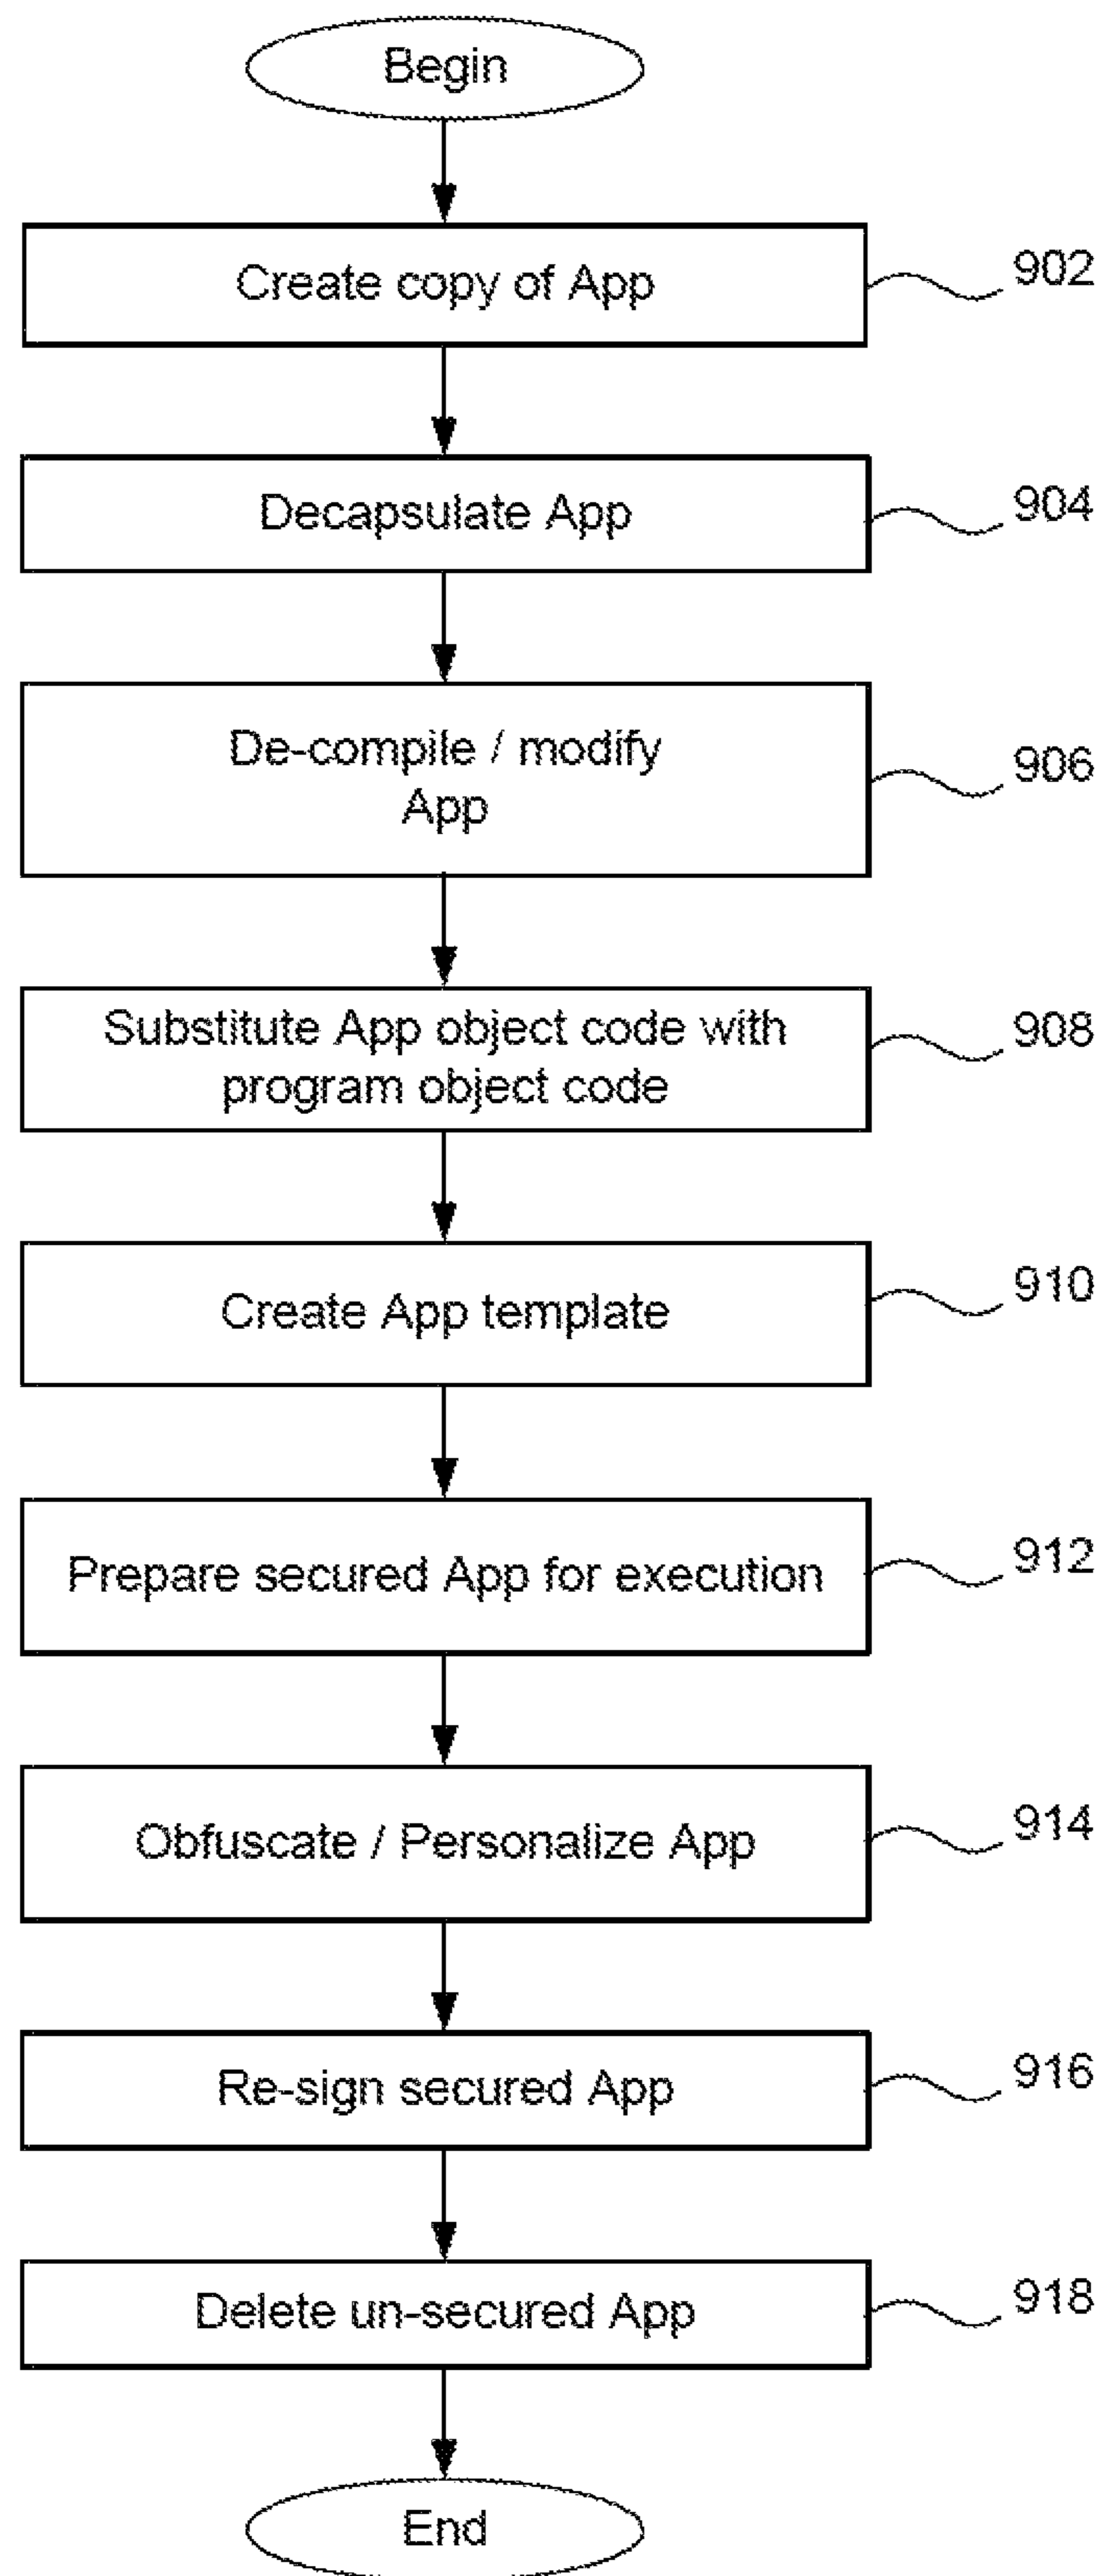 Begin
Create copy of App
902
Decapsulate App
904
De-compile / modify
App
906
Substitute App object code with
program object code
908
Create App template
910
Prepare secured App for execution
912
Obfuscate / Personalize App
914
Re-sign secured App
916
Delete un-secured App
918
End